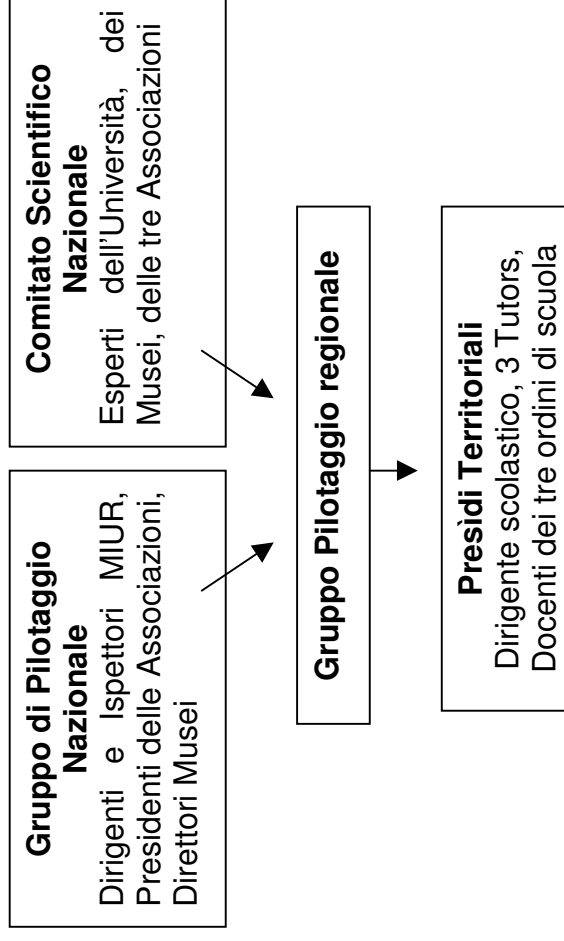 Gruppo di Pilotaggio
Nazionale
Dirigenti e Ispettori MIUR,
Presidenti delle Associazioni,
Direttori Musei
Comitato Scientifico
Nazionale
Esperti dell'Università, dei
Musei, delle tre Associazioni
Gruppo Pilotaggio regionale
Presìdi Territoriali
Dirigente scolastico, 3 Tutors,
Docenti dei tre ordini di scuola